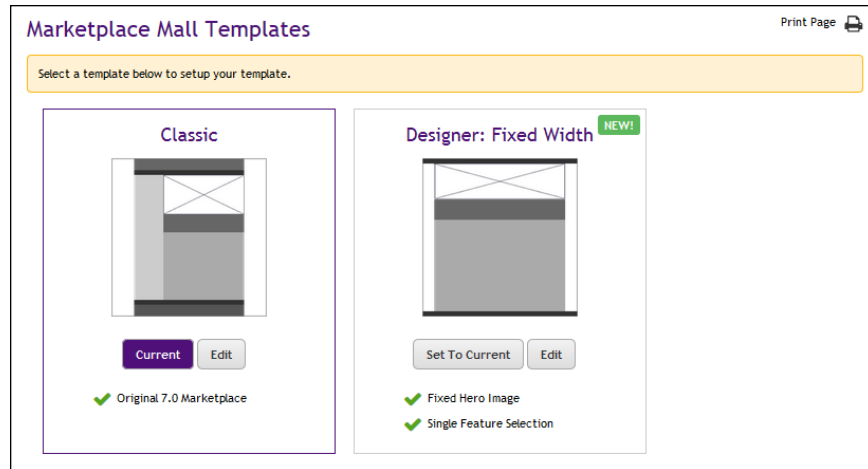 Marketplace Mall Templates
Print Page
Select a template below to setup your template.
Classic
Current Edit
Original 7.0 Marketplace
Designer: Fixed Width NEW!
Set To Current Edit
Fixed Hero Image
Single Feature Selection